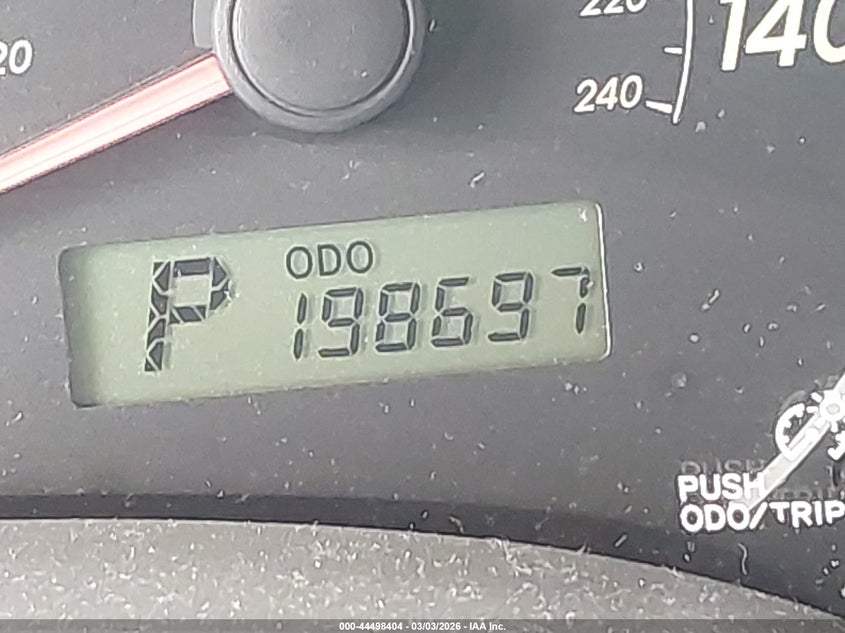 20
220
240
140
P
ODO
198697
PUSH
ODO/TRIP
000-44498404 - 03/03/2026 - IAA Inc.